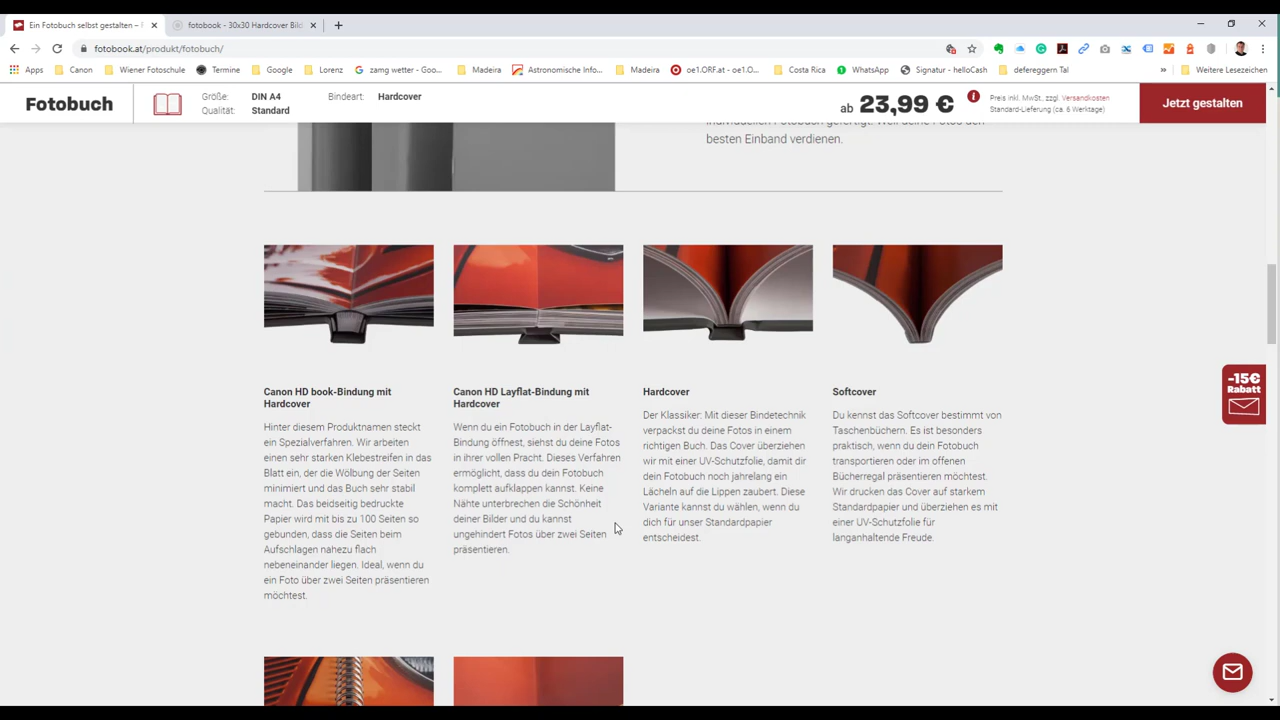 Ein Fotobuch selbst gestalten – F
fotobook - 30x30 Hardcover Bild
fotobook.at/produkt/fotobuch/
Apps
Canon
Wiener Fotoschule
Termine
Google
Lorenz
zamg wetter - Goo...
Madeira
Astronomische Info...
Madeira
oe1.ORF.at - oe1.O...
Costa Rica
WhatsApp
Signatur - helloCash
defereggern Tal
»
Weitere Lesezeichen
Fotobuch
Größe: DIN A4
Qualität: Standard
Bindeart: Hardcover
ab 23,99 €
Preis inkl. MwSt., zzgl. Versandkosten
Standard-Lieferung (ca. 6 Werktage)
Jetzt gestalten
individuellen Fotobuch gefertigt. Weil deine Fotos den
besten Einband verdienen.
Canon HD book-Bindung mit
Hardcover
Hinter diesem Produktnamen steckt
ein Spezialverfahren. Wir arbeiten
einen sehr starken Klebestreifen in das
Blatt ein, der die Wölbung der Seiten
minimiert und das Buch sehr stabil
macht. Das beidseitig bedruckte
Papier wird mit bis zu 100 Seiten so
gebunden, dass die Seiten beim
Aufschlagen nahezu flach
nebeneinander liegen. Ideal, wenn du
ein Foto über zwei Seiten präsentieren
möchtest.
Canon HD Layflat-Bindung mit
Hardcover
Wenn du ein Fotobuch in der Layflat-
Bindung öffnest, siehst du deine Fotos
in ihrer vollen Pracht. Dieses Verfahren
ermöglicht, dass du dein Fotobuch
komplett aufklappen kannst. Keine
Nähte unterbrechen die Schönheit
deiner Bilder und du kannst
ungehindert Fotos über zwei Seiten
präsentieren.
Hardcover
Der Klassiker: Mit dieser Bindetechnik
verpackst du deine Fotos in einem
richtigen Buch. Das Cover überziehen
wir mit einer UV-Schutzfolie, damit dir
dein Fotobuch noch jahrelang ein
Lächeln auf die Lippen zaubert. Diese
Variante kannst du wählen, wenn du
dich für unser Standardpapier
entscheidest.
Softcover
Du kennst das Softcover bestimmt von
Taschenbüchern. Es ist besonders
praktisch, wenn du dein Fotobuch
transportieren oder im offenen
Bücherregal präsentieren möchtest.
Wir drucken das Cover auf starkem
Standardpapier und überziehen es mit
einer UV-Schutzfolie für
langanhaltende Freude.
-15€
Rabatt